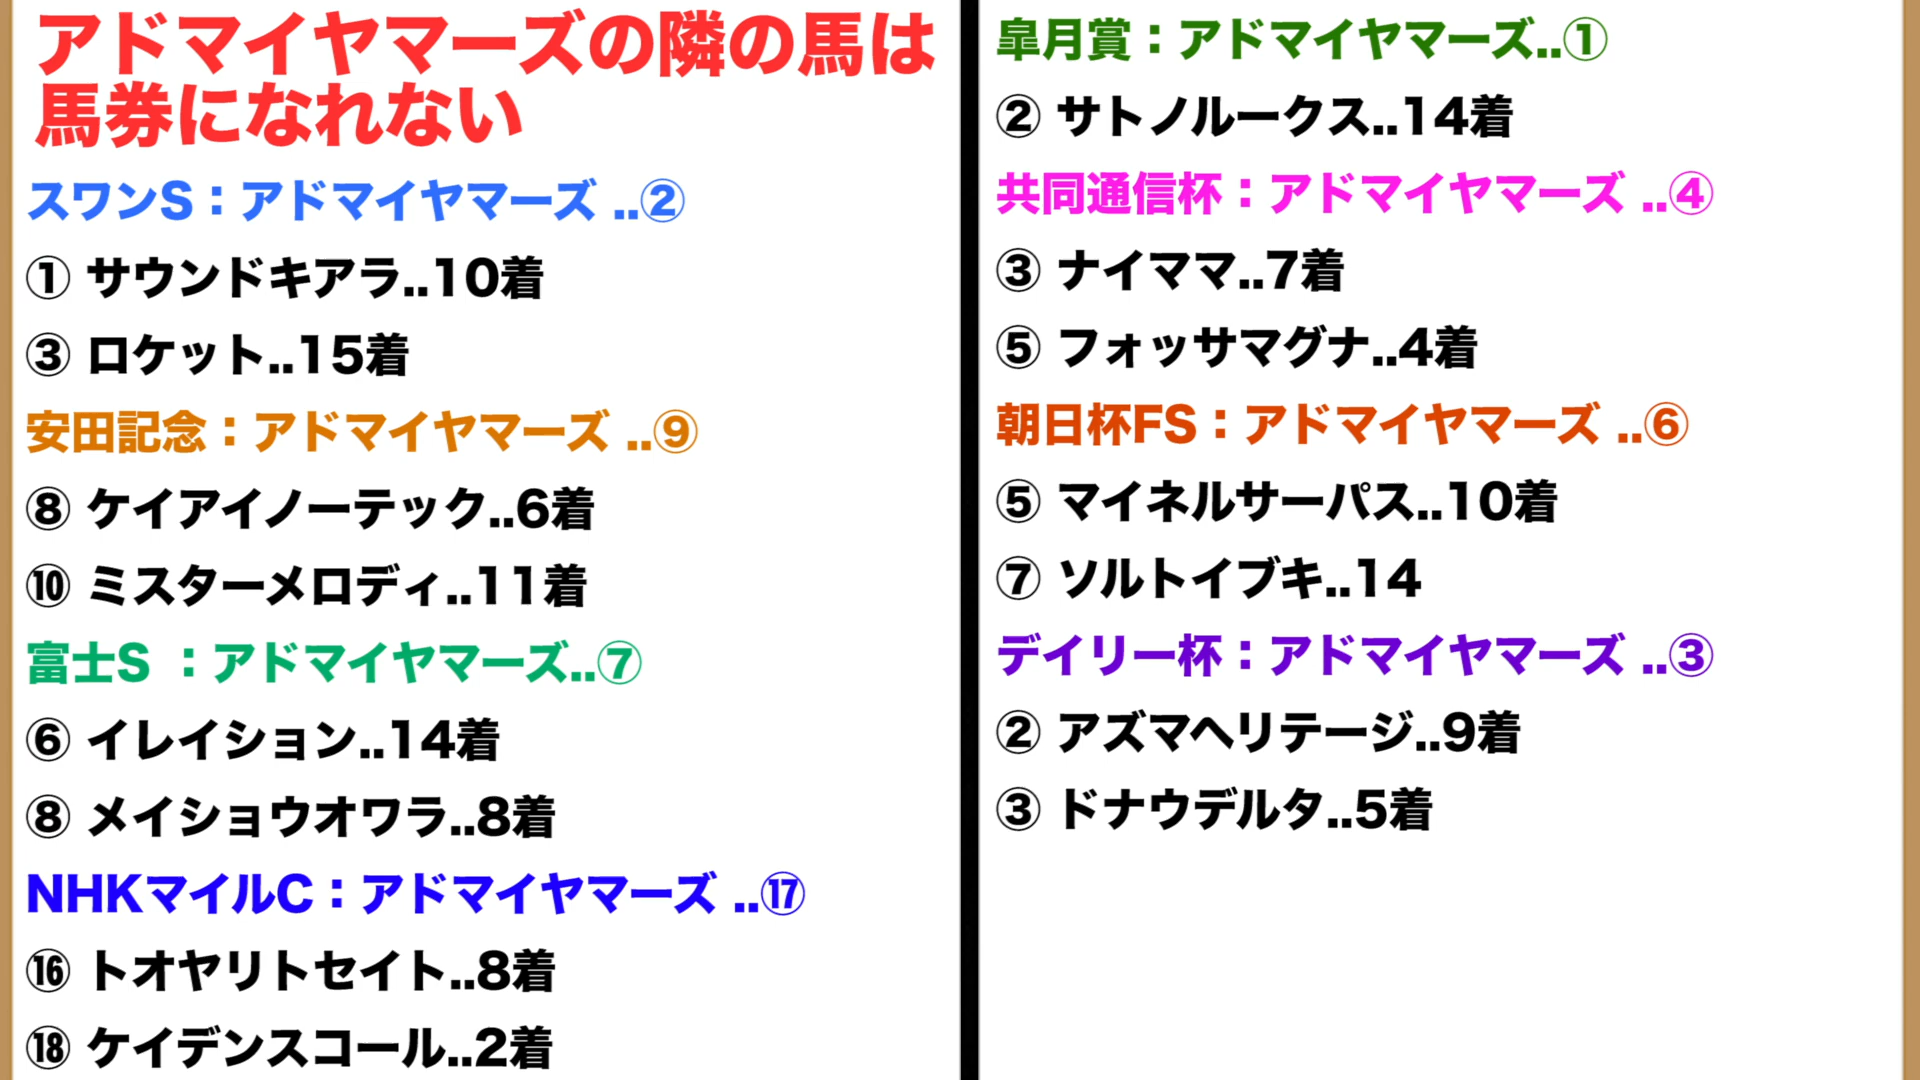 アドマイヤマーズの隣の馬は
馬券になれない
スワンS：アドマイヤマーズ ..②
① サウンドキアラ..10着
③ ロケット..15着
安田記念：アドマイヤマーズ ..⑨
⑧ ケイアイノーテック..6着
⑩ ミスターメロディ..11着
富士S ：アドマイヤマーズ..⑦
⑥ イレイション..14着
⑧ メイショウオワラ..8着
NHKマイルC：アドマイヤマーズ ..⑰
⑯ トオヤリトセイト..8着
⑱ ケイデンスコール..2着
皐月賞：アドマイヤマーズ..①
② サトノルークス..14着
共同通信杯：アドマイヤマーズ ..④
③ ナイママ..7着
⑤ フォッサマグナ..4着
朝日杯FS：アドマイヤマーズ ..⑥
⑤ マイネルサーパス..10着
⑦ ソルトイブキ..14
デイリー杯：アドマイヤマーズ ..③
② アズマヘリテージ..9着
③ ドナウデルタ..5着